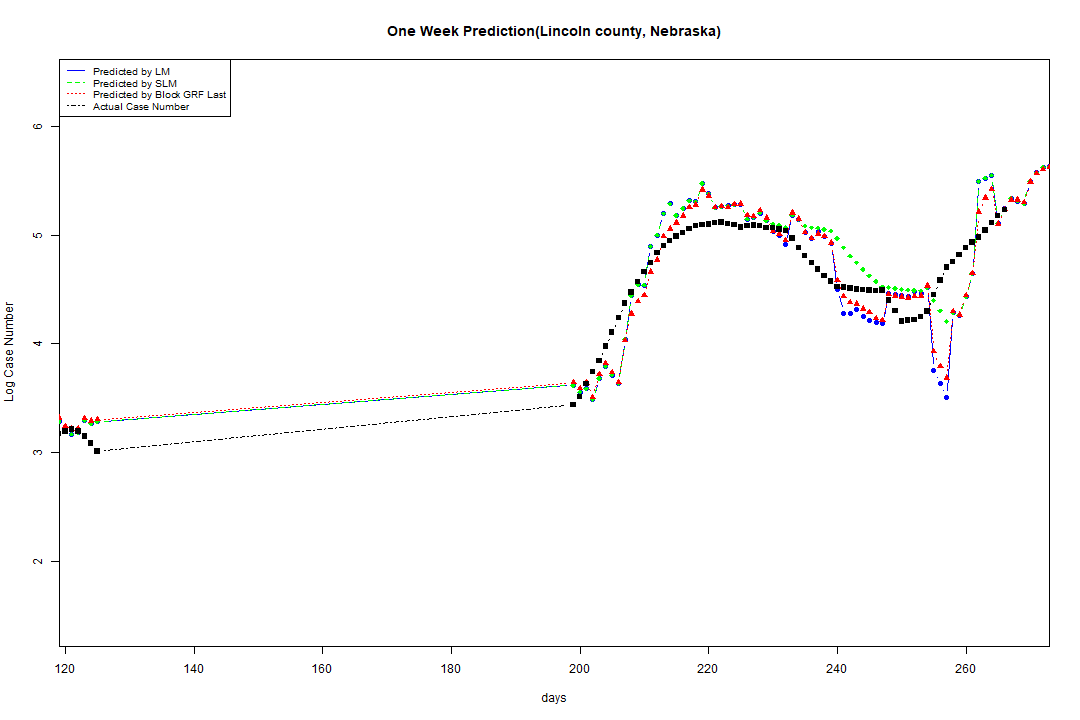 One Week Prediction(Lincoln county, Nebraska)
Predicted by LM
Predicted by SLM
Predicted by Block GRF Last
Actual Case Number
6
5
4
3
2
Log Case Number
120 140 160 180 200 220 240 260
days